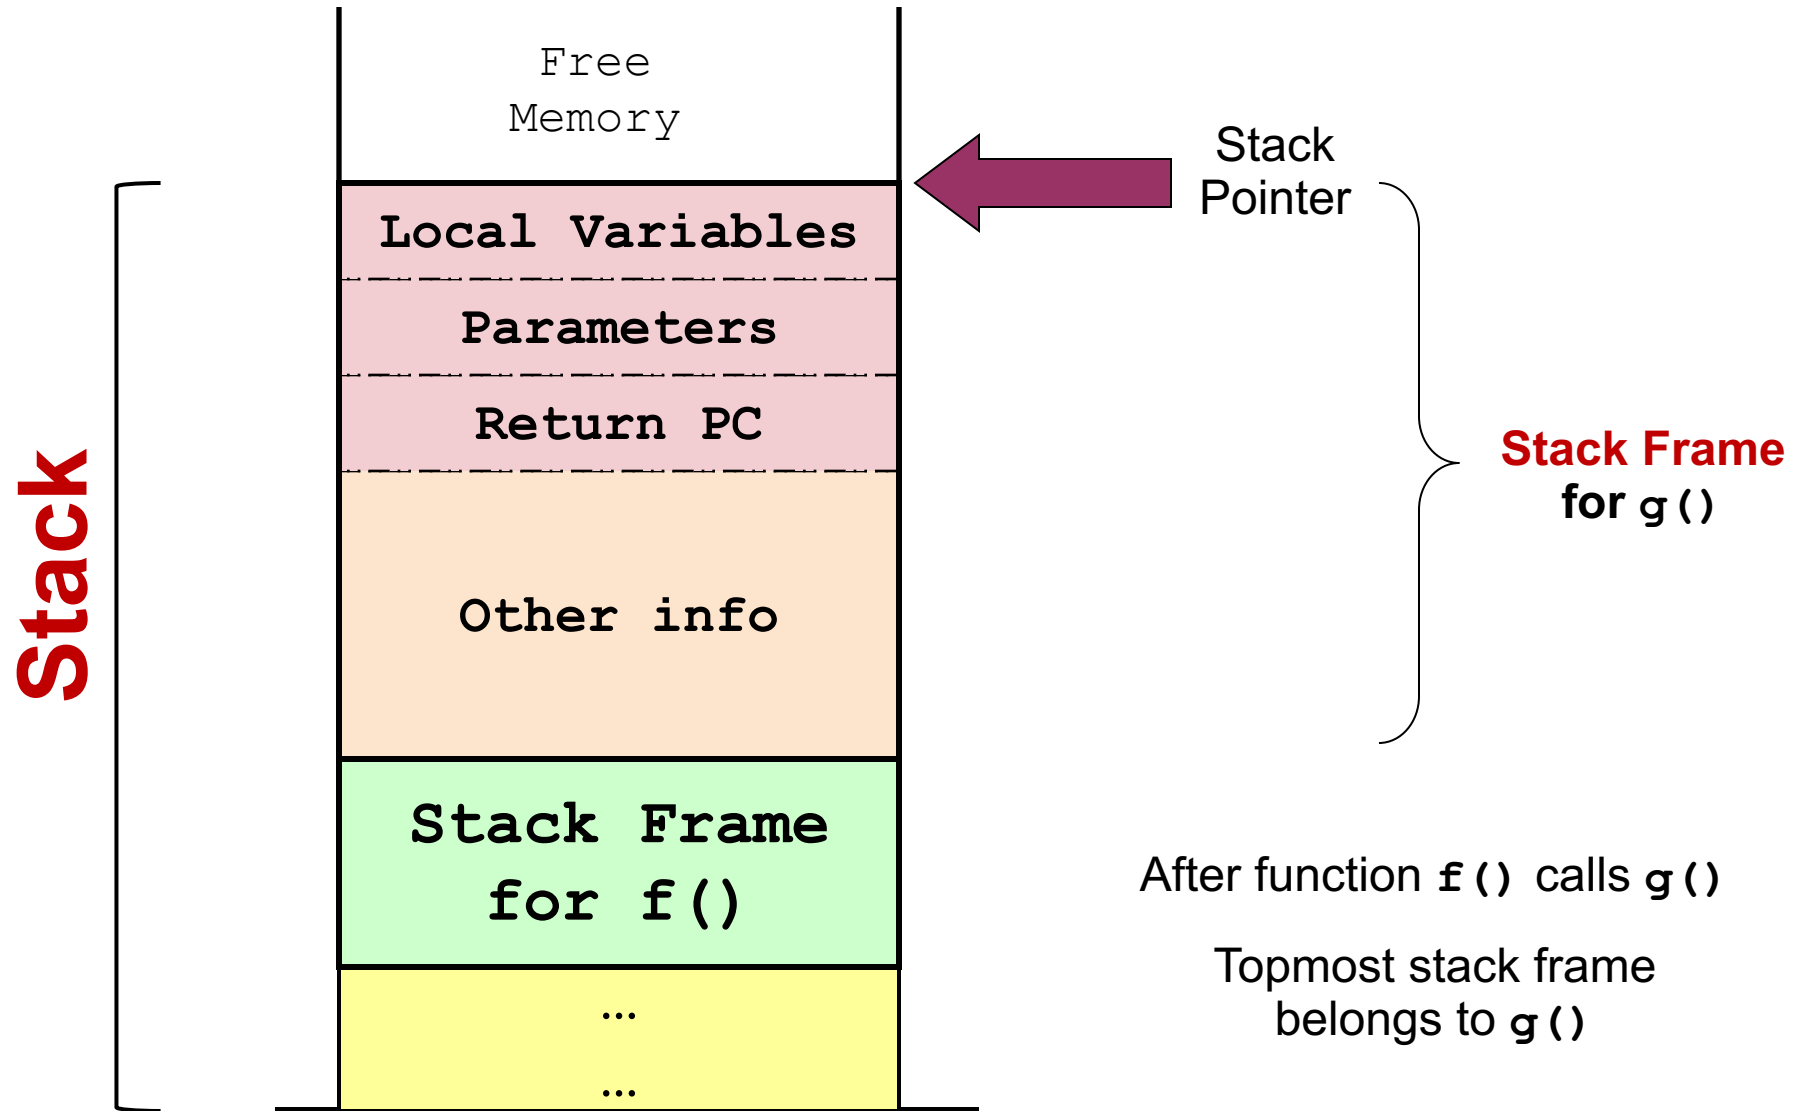 Free
Memory
Stack
Pointer
Local Variables
Parameters
Return PC
Stack
Stack Frame
for g()
Other info
Stack Frame
for f()
After function f() calls g()
Topmost stack frame
belongs to g()
…
…